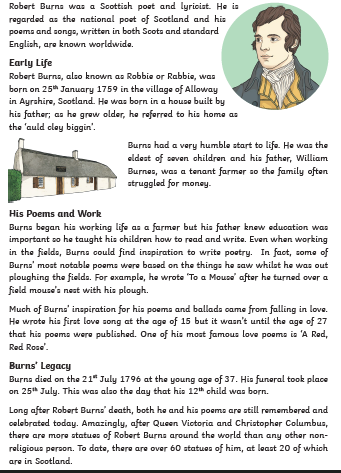 Robert Burns was a Scottish poet and lyricist. He is
regarded as the national poet of Scotland and his
poems and songs, written in both Scots and standard
English, are known worldwide.
Early Life
Robert Burns, also known as Robbie or Rabbie, was
born on 25th January 1759 in the village of Alloway
in Ayrshire, Scotland. He was born in a house built by
his father; as he grew older, he referred to his home as
the ‘auld cley biggin’.
Burns had a very humble start to life. He was the
eldest of seven children and his father, William
Burnes, was a tenant farmer so the family often
struggled for money.
His Poems and Work
Burns began his working life as a farmer but his father knew education was
important so he taught his children how to read and write. Even when working
in the fields, Burns could find inspiration to write poetry. In fact, some of
Burns’ most notable poems were based on the things he saw whilst he was out
ploughing the fields. For example, he wrote ‘To a Mouse’ after he turned over a
field mouse’s nest with his plough.
Much of Burns’ inspiration for his poems and ballads came from falling in love.
He wrote his first love song at the age of 15 but it wasn’t until the age of 27
that his poems were published. One of his most famous love poems is ‘A Red,
Red Rose’.
Burns’ Legacy
Burns died on the 21st July 1796 at the young age of 37. His funeral took place
on 25th July. This was also the day that his 12th child was born.
Long after Robert Burns’ death, both he and his poems are still remembered and
celebrated today. Amazingly, after Queen Victoria and Christopher Columbus,
there are more statues of Robert Burns around the world than any other non-
religious person. To date, there are over 60 statues of him, at least 20 of which
are in Scotland.